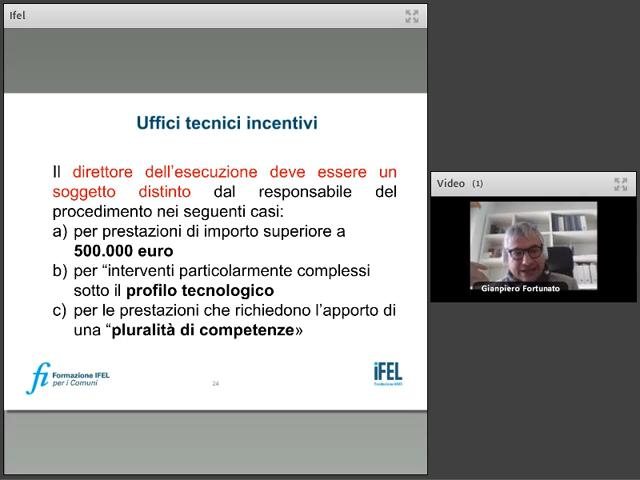 Ifel
Uffici tecnici incentivi
Il direttore dell'esecuzione deve essere un
soggetto distinto dal responsabile del
procedimento nei seguenti casi:
a) per prestazioni di importo superiore a
500.000 euro
b) per "interventi particolarmente complessi
sotto il profilo tecnologico
c) per le prestazioni che richiedono l'apporto di
una "pluralità di competenze»
fi Formazione IFEL
per i Comuni
24
iFEL
Video (1)
Gianpiero Fortunato